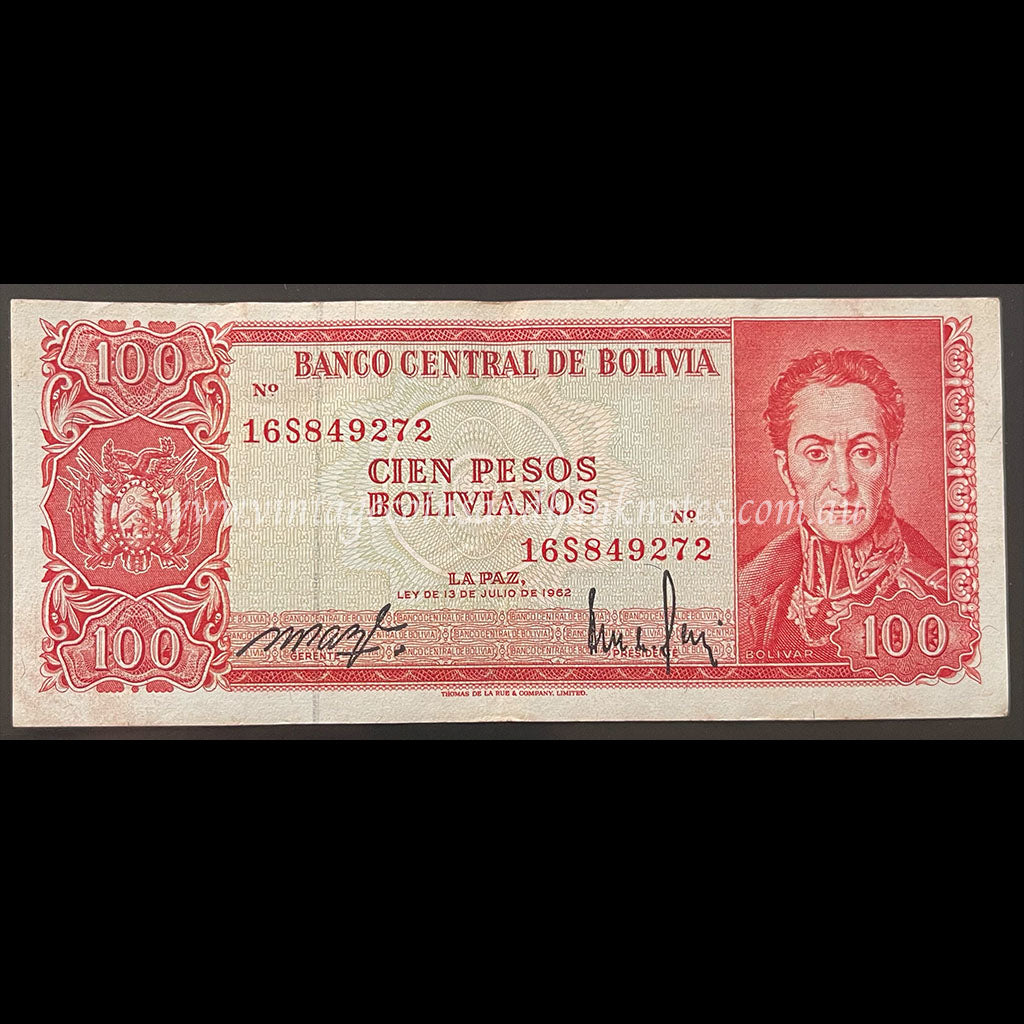 100
BANCO CENTRAL DE BOLIVIA
Nº
16S849272
CIEN PESOS
BOLIVIANOS
Nº
16S849272
LA PAZ,
LEY DE 13 DE JULIO DE 1962
GERENTE
PRESIDENTE
BOLIVAR
100
100
THOMAS DE LA RUE & COMPANY, LIMITED.